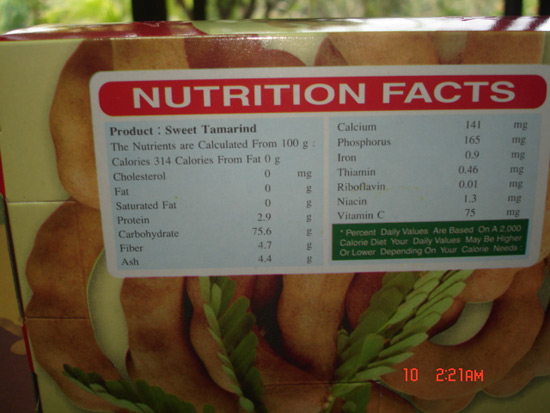 NUTRITION FACTS
Product : Sweet Tamarind
The Nutrients are Calculated From 100 g :
Calories 314 Calories From Fat 0 g
Cholesterol 0 mg
Fat 0 g
Saturated Fat 0 g
Protein 2.9 g
Carbohydrate 75.6 g
Fiber 4.7 g
Ash 4.4 g
Calcium 141 mg
Phosphorus 165 mg
Iron 0.9 mg
Thiamin 0.46 mg
Riboflavin 0.01 mg
Niacin 1.3 mg
Vitamin C 75 mg
* Percent Daily Values Are Based On A 2,000
Calorie Diet Your Daily Values May Be Higher
Or Lower Depending On Your Calorie Needs :
10 2:21AM